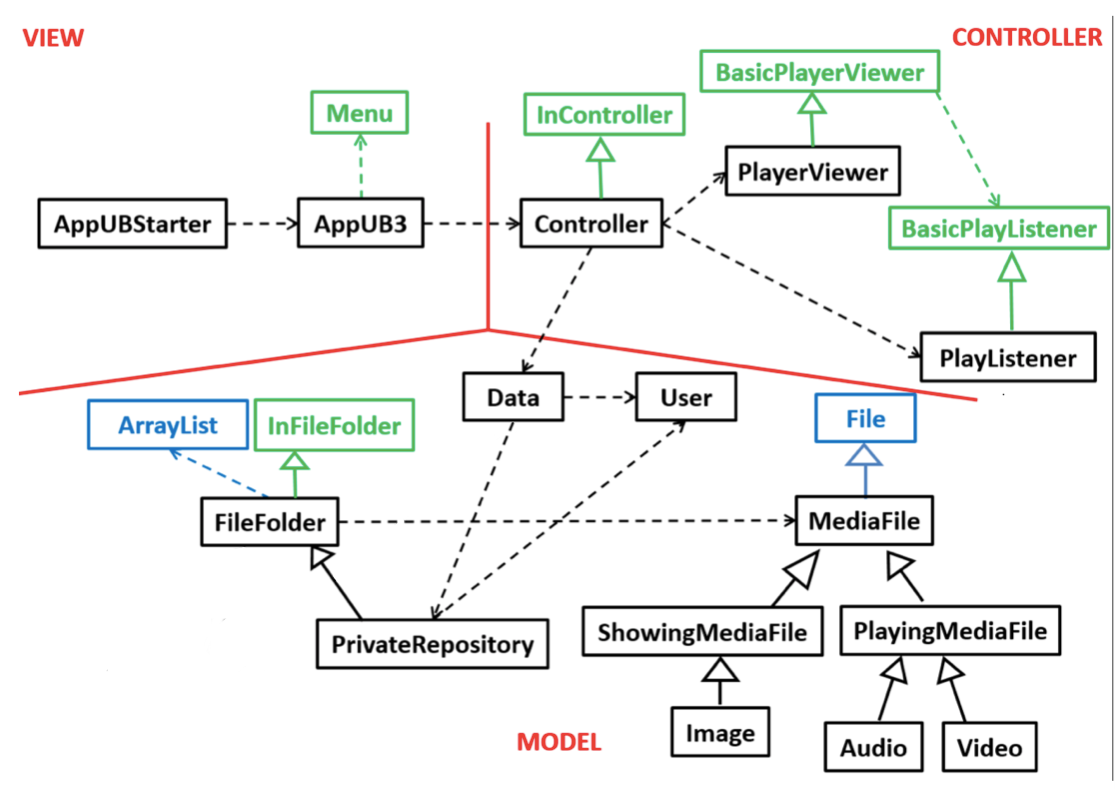 VIEW
CONTROLLER
BasicPlayerViewer
Menu
InController
PlayerViewer
AppUBStarter
AppUB3
Controller
BasicPlayListener
PlayListener
Data
User
ArrayList
InFileFolder
File
FileFolder
MediaFile
PrivateRepository
ShowingMediaFile
PlayingMediaFile
Image
Audio
Video
MODEL